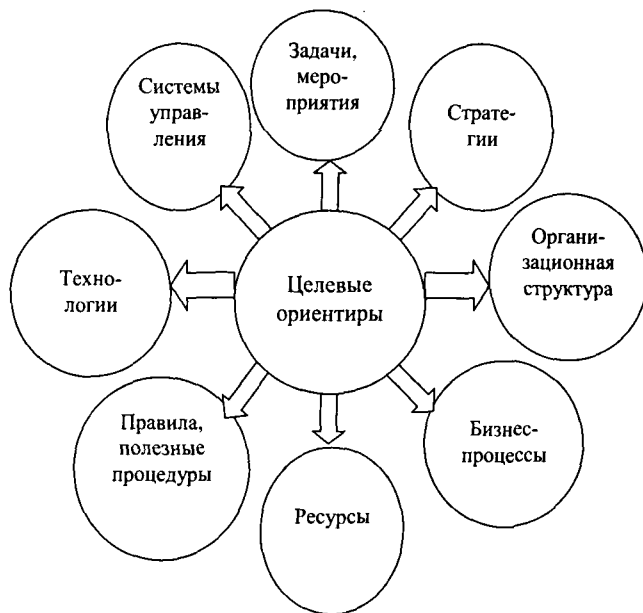 Задачи,
меро-
приятия
Системы
управ-
ления
Страте-
гии
Органи-
зационная
структура
Техно-
логии
Целевые
ориентиры
Правила,
полезные
процедуры
Бизнес-
процессы
Ресурсы